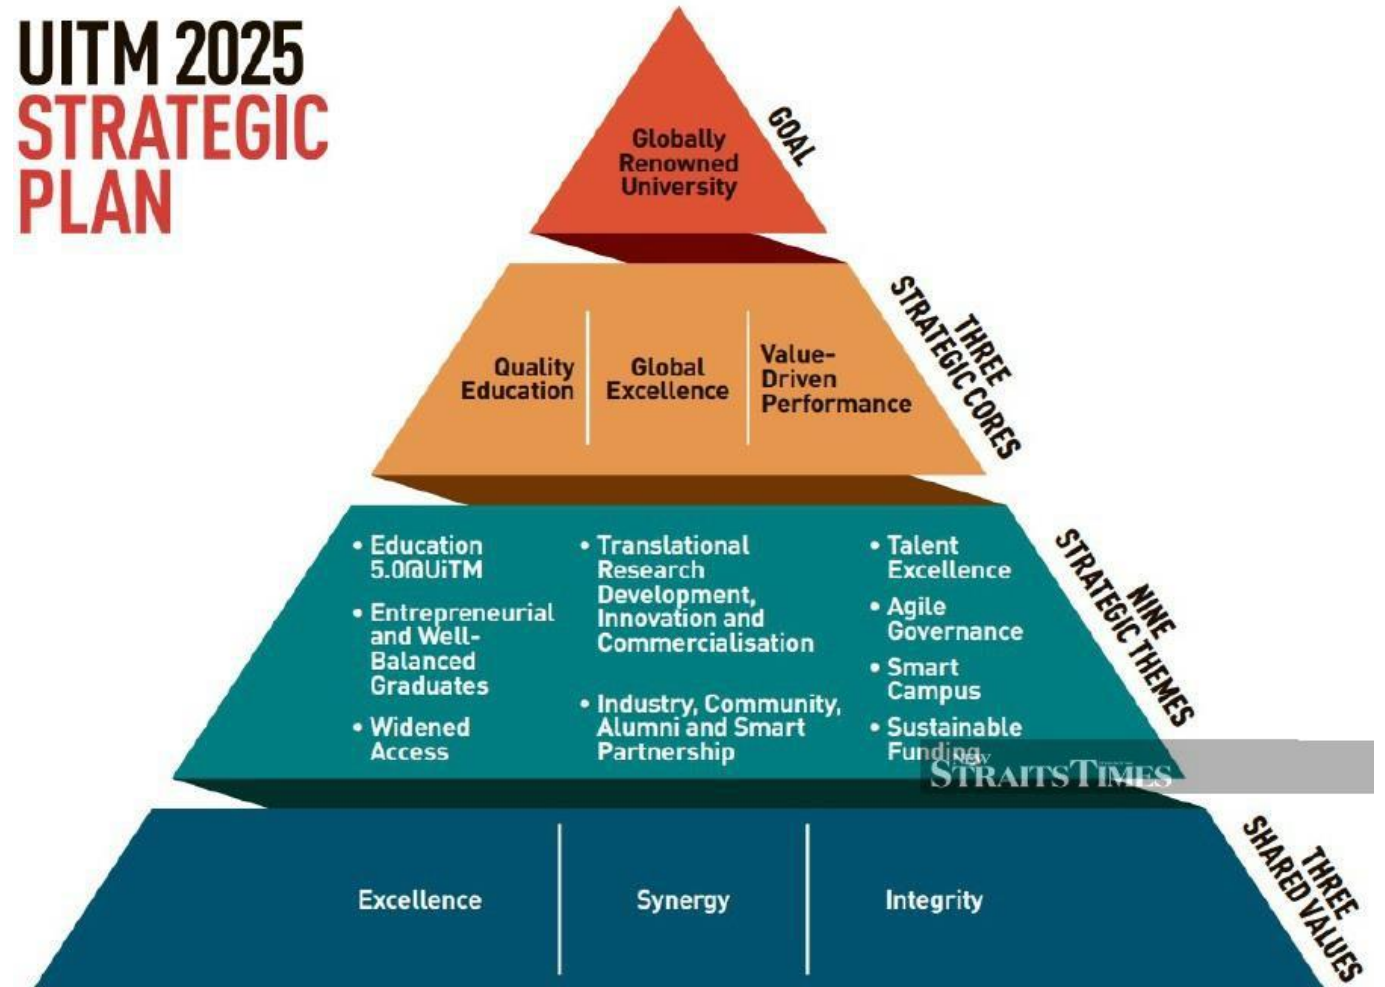 UITM 2025
STRATEGIC
PLAN
Globally
Renowned
University
GOAL
Quality
Education
Global
Excellence
Value-
Driven
Performance
THREE
STRATEGIC CORES
• Education
5.0@UiTM
• Entrepreneurial
and Well-
Balanced
Graduates
• Widened
Access
• Translational
Research
Development,
Innovation and
Commercialisation
• Industry, Community,
Alumni and Smart
Partnership
• Talent
Excellence
• Agile
Governance
• Smart
Campus
• Sustainable
Funding
NINE
STRATEGIC THEMES
NEW
STRAITS TIMES
Excellence
Synergy
Integrity
THREE
SHARED VALUES